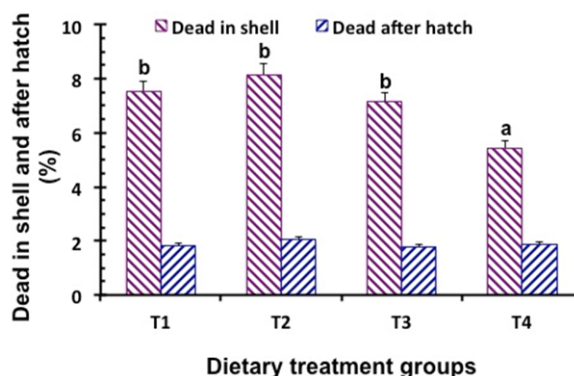 Dead in shell Dead after hatch
Dead in shell and after hatch
(%)
10
8
6
4
2
0
b
b
b
a
T1 T2 T3 T4
Dietary treatment groups